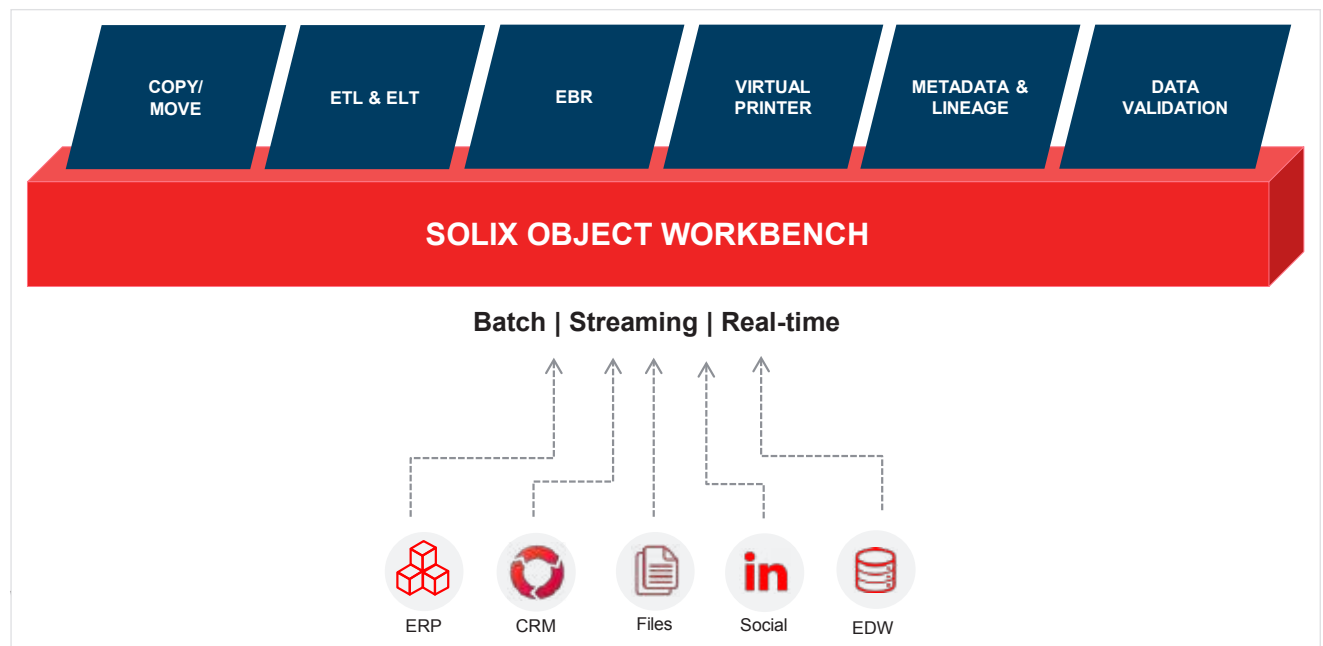 COPY/
MOVE
ETL & ELT
EBR
VIRTUAL
PRINTER
METADATA &
LINEAGE
DATA
VALIDATION
SOLIX OBJECT WORKBENCH
Batch | Streaming | Real-time
in
ERP
CRM
Files
Social
EDW